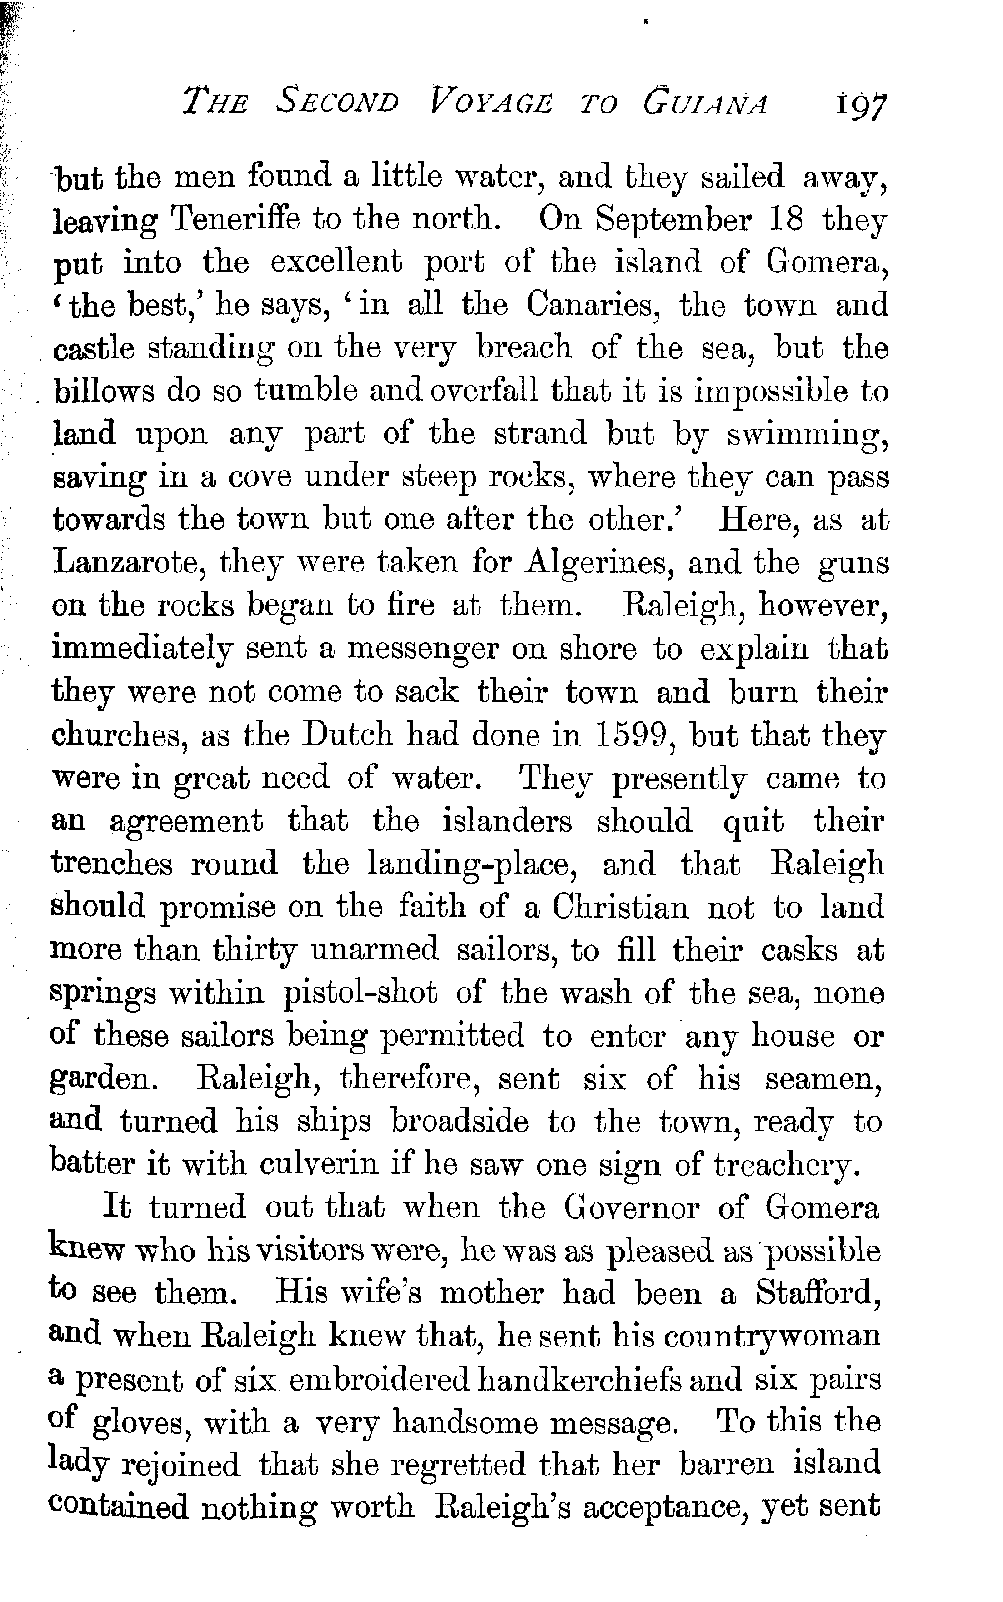 The Second Voyage to Guiana 197
but the men found a little water, and they sailed away,
leaving Teneriffe to the north. On September 18 they
put into the excellent port of the island of Gomera,
‘the best,’ he says, ‘in all the Canaries, the town and
castle standing on the very breach of the sea, but the
billows do so tumble and overfall that it is impossible to
land upon any part of the strand but by swimming,
saving in a cove under steep rocks, where they can pass
towards the town but one after the other.’ Here, as at
Lanzarote, they were taken for Algerines, and the guns
on the rocks began to fire at them. Raleigh, however,
immediately sent a messenger on shore to explain that
they were not come to sack their town and burn their
churches, as the Dutch had done in 1599, but that they
were in great need of water. They presently came to
an agreement that the islanders should quit their
trenches round the landing-place, and that Raleigh
should promise on the faith of a Christian not to land
more than thirty unarmed sailors, to fill their casks at
springs within pistol-shot of the wash of the sea, none
of these sailors being permitted to enter any house or
garden. Raleigh, therefore, sent six of his seamen,
and turned his ships broadside to the town, ready to
batter it with culverin if he saw one sign of treachery.
It turned out that when the Governor of Gomera
knew who his visitors were, he was as pleased as possible
to see them. His wife’s mother had been a Stafford,
and when Raleigh knew that, he sent his countrywoman
a present of six embroidered handkerchiefs and six pairs
of gloves, with a very handsome message. To this the
lady rejoined that she regretted that her barren island
contained nothing worth Raleigh’s acceptance, yet sent